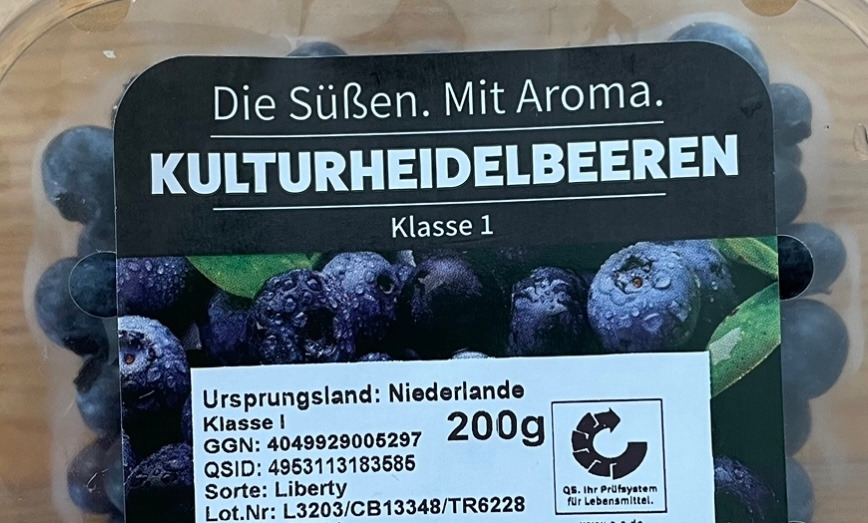 Die Süßen. Mit Aroma.
KULTURHEIDELBEEREN
Klasse 1
Ursprungsland: Niederlande
Klasse I
200g
GGN: 4049929005297
QSID: 4953113183585
Sorte: Liberty
Lot.Nr: L3203/CB13348/TR6228
QS. Ihr Prüfsystem
für Lebensmittel.